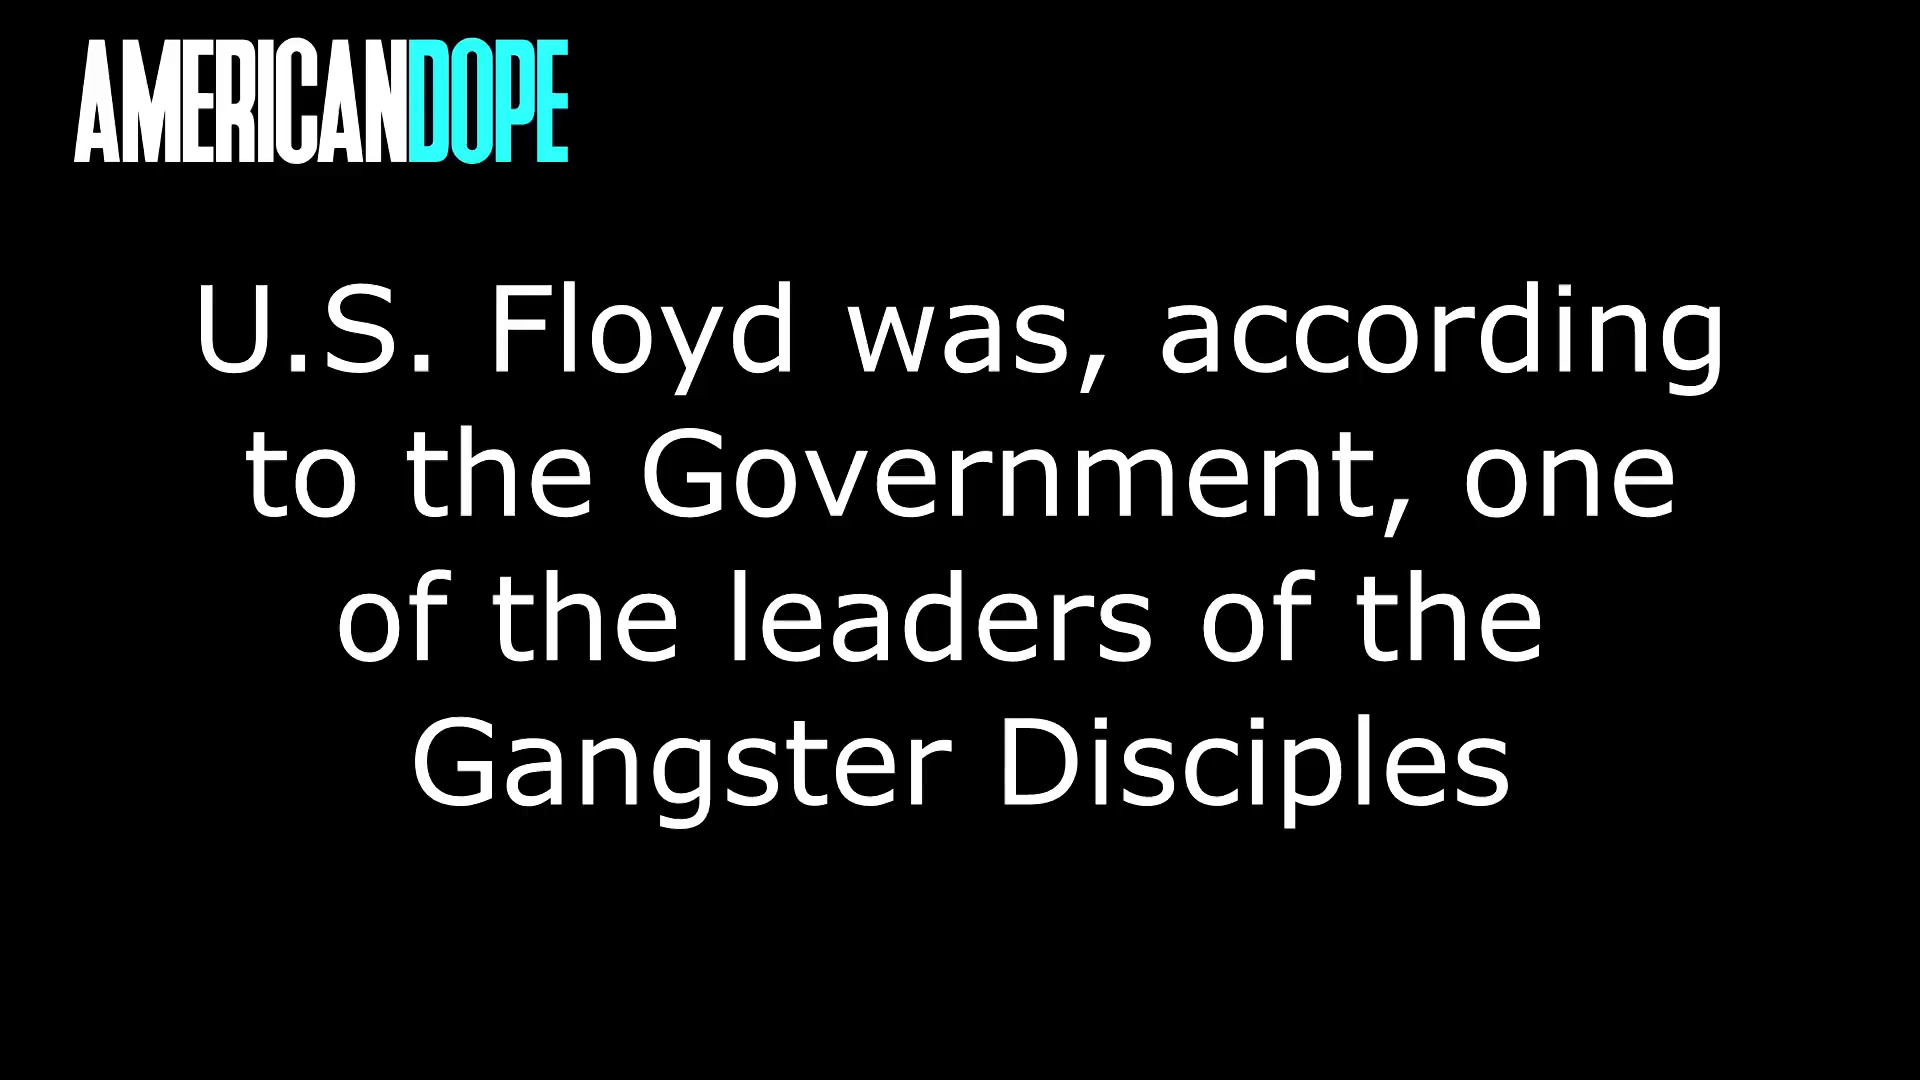 AMERICANDOPE
U.S. Floyd was, according
to the Government, one
of the leaders of the
Gangster Disciples